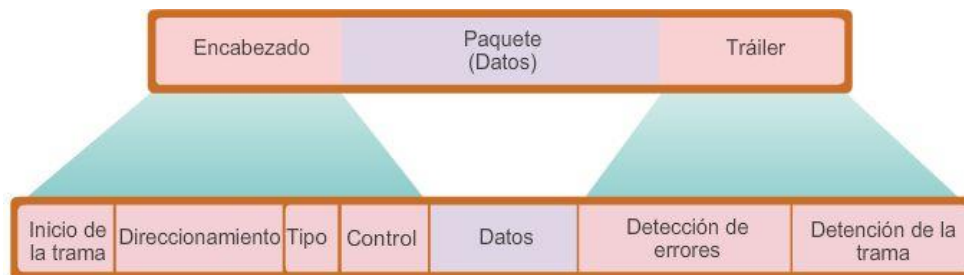 Encabezado
Paquete
(Datos)
Tráiler
Inicio de
la trama
Direccionamiento
Tipo
Control
Datos
Detección de
errores
Detención de la
trama